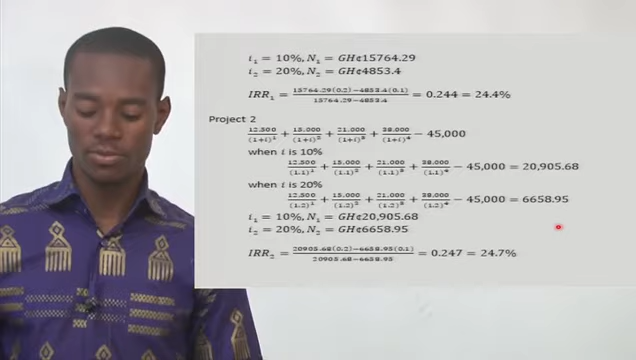 i₁ = 10%, N₁ = GH¢15764.29
i₂ = 20%, N₂ = GH¢4853.4
IRR₁ = (15764.29(0.2)−4853.4(0.1))/(15764.29−4853.4) = 0.244 = 24.4%
Project 2
12.500/(1+i)¹ + 15.000/(1+i)² + 21.000/(1+i)³ + 38.000/(1+i)⁴ − 45,000
when i is 10%
12.500/(1.1)¹ + 15.000/(1.1)² + 21.000/(1.1)³ + 38.000/(1.1)⁴ − 45,000 = 20,905.68
when i is 20%
12.500/(1.2)¹ + 15.000/(1.2)² + 21.000/(1.2)³ + 38.000/(1.2)⁴ − 45,000 = 6658.95
i₁ = 10%, N₁ = GH¢20,905.68
i₂ = 20%, N₂ = GH¢6658.95
IRR₂ = (20905.68(0.2)−6658.95(0.1))/(20905.68−6658.95) = 0.247 = 24.7%